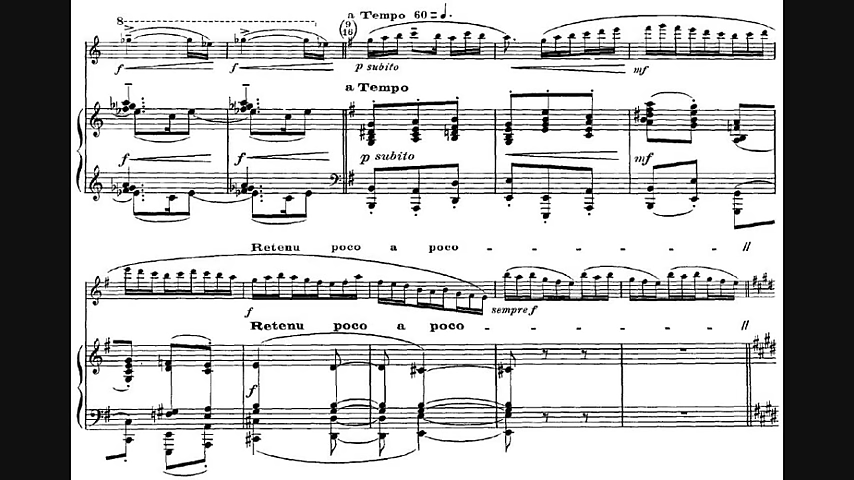 8
a Tempo 60 = ♩.
9
16
f f p subito mf
a Tempo
f f p subito mf
Retenu poco a poco
f sempre f
Retenu poco a poco
f